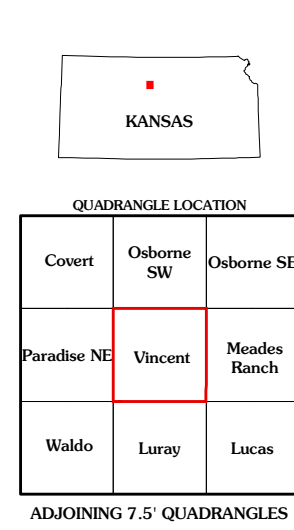 KANSAS
QUADRANGLE LOCATION
Covert
Osborne
SW
Osborne SE
Paradise NE
Vincent
Meades
Ranch
Waldo
Luray
Lucas
ADJOINING 7.5' QUADRANGLES